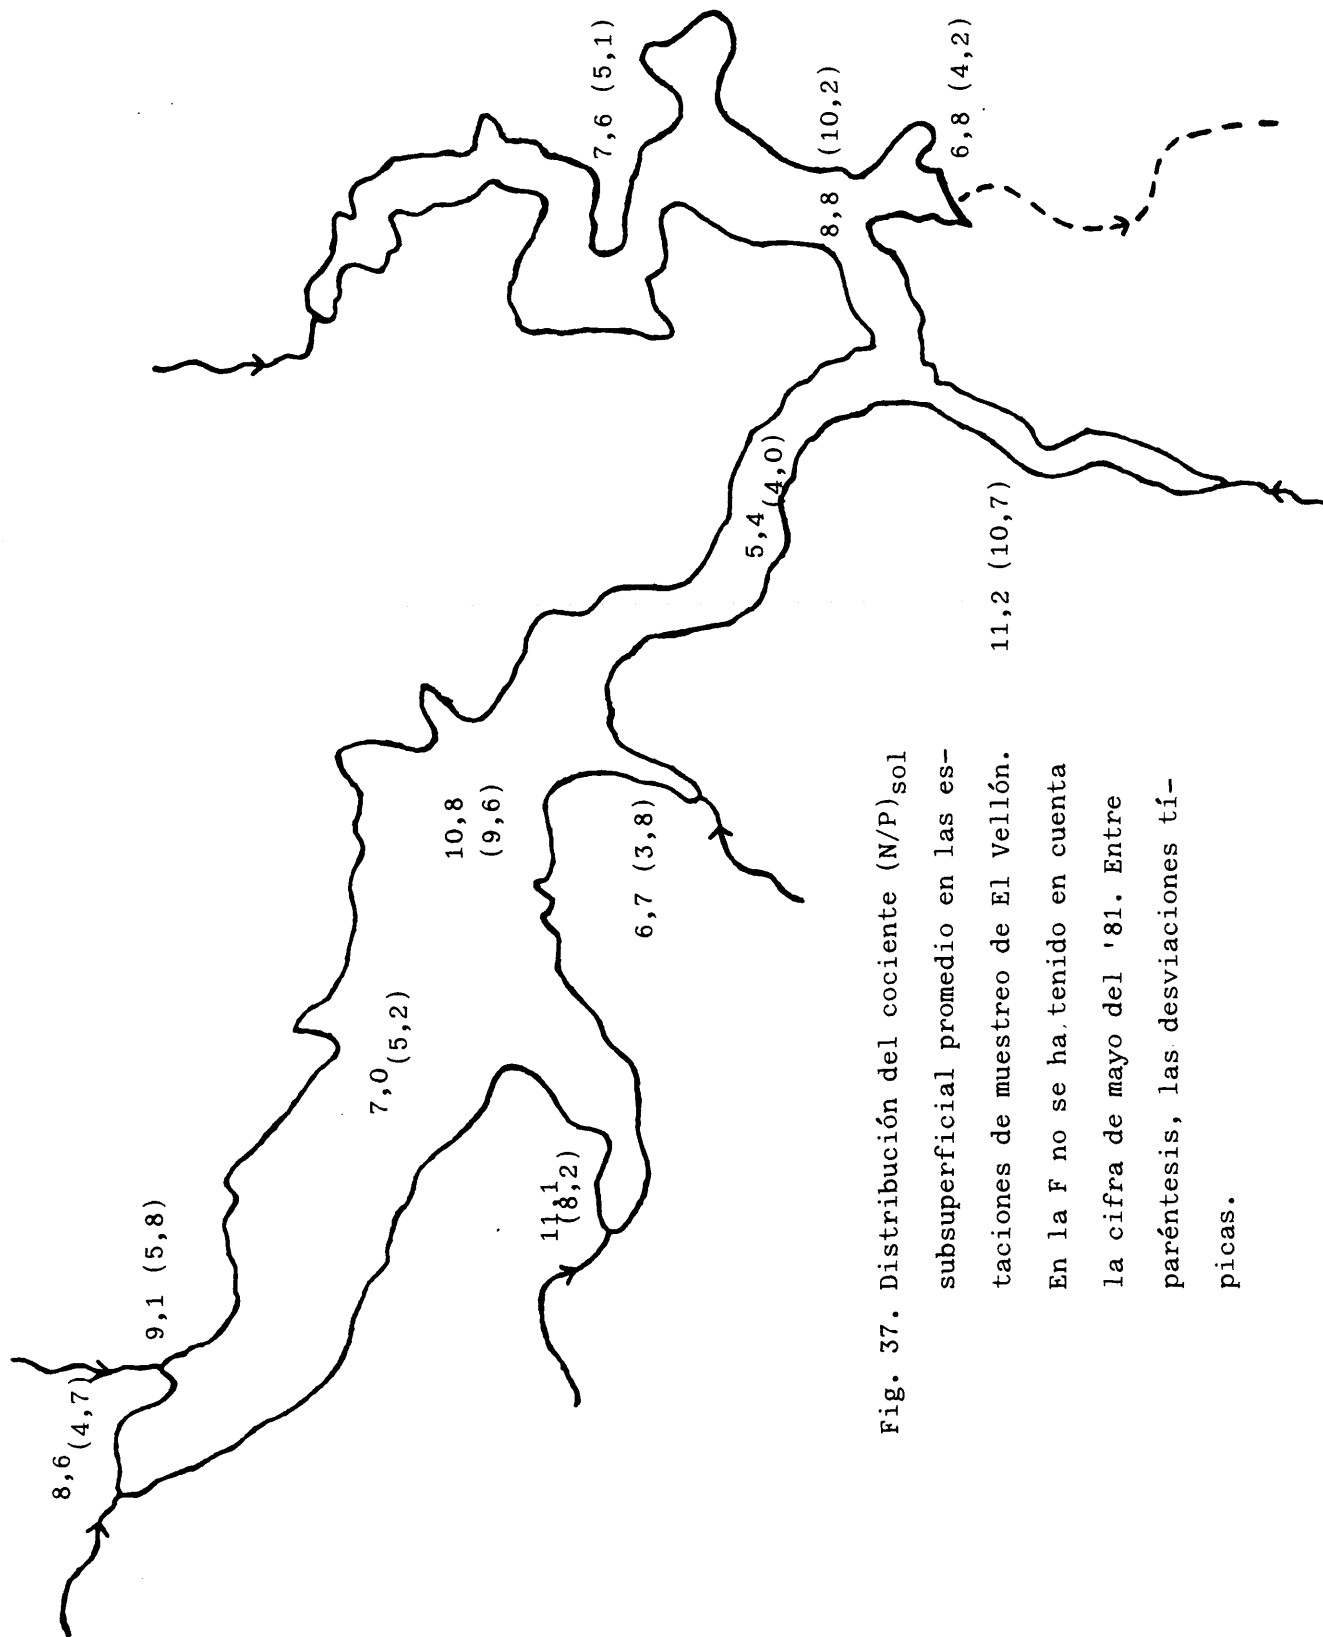 8,6 (4,7)
9,1 (5,8)
7,0 (5,2)
11,1
(8,2)
10,8
(9,6)
6,7 (3,8)
5,4 (4,0)
11,2 (10,7)
7,6 (5,1)
8,8 (10,2)
6,8 (4,2)
Fig. 37. Distribución del cociente (N/P)sol
subsuperficial promedio en las es-
taciones de muestreo de El Vellón.
En la F no se ha tenido en cuenta
la cifra de mayo del '81. Entre
paréntesis, las desviaciones tí-
picas.